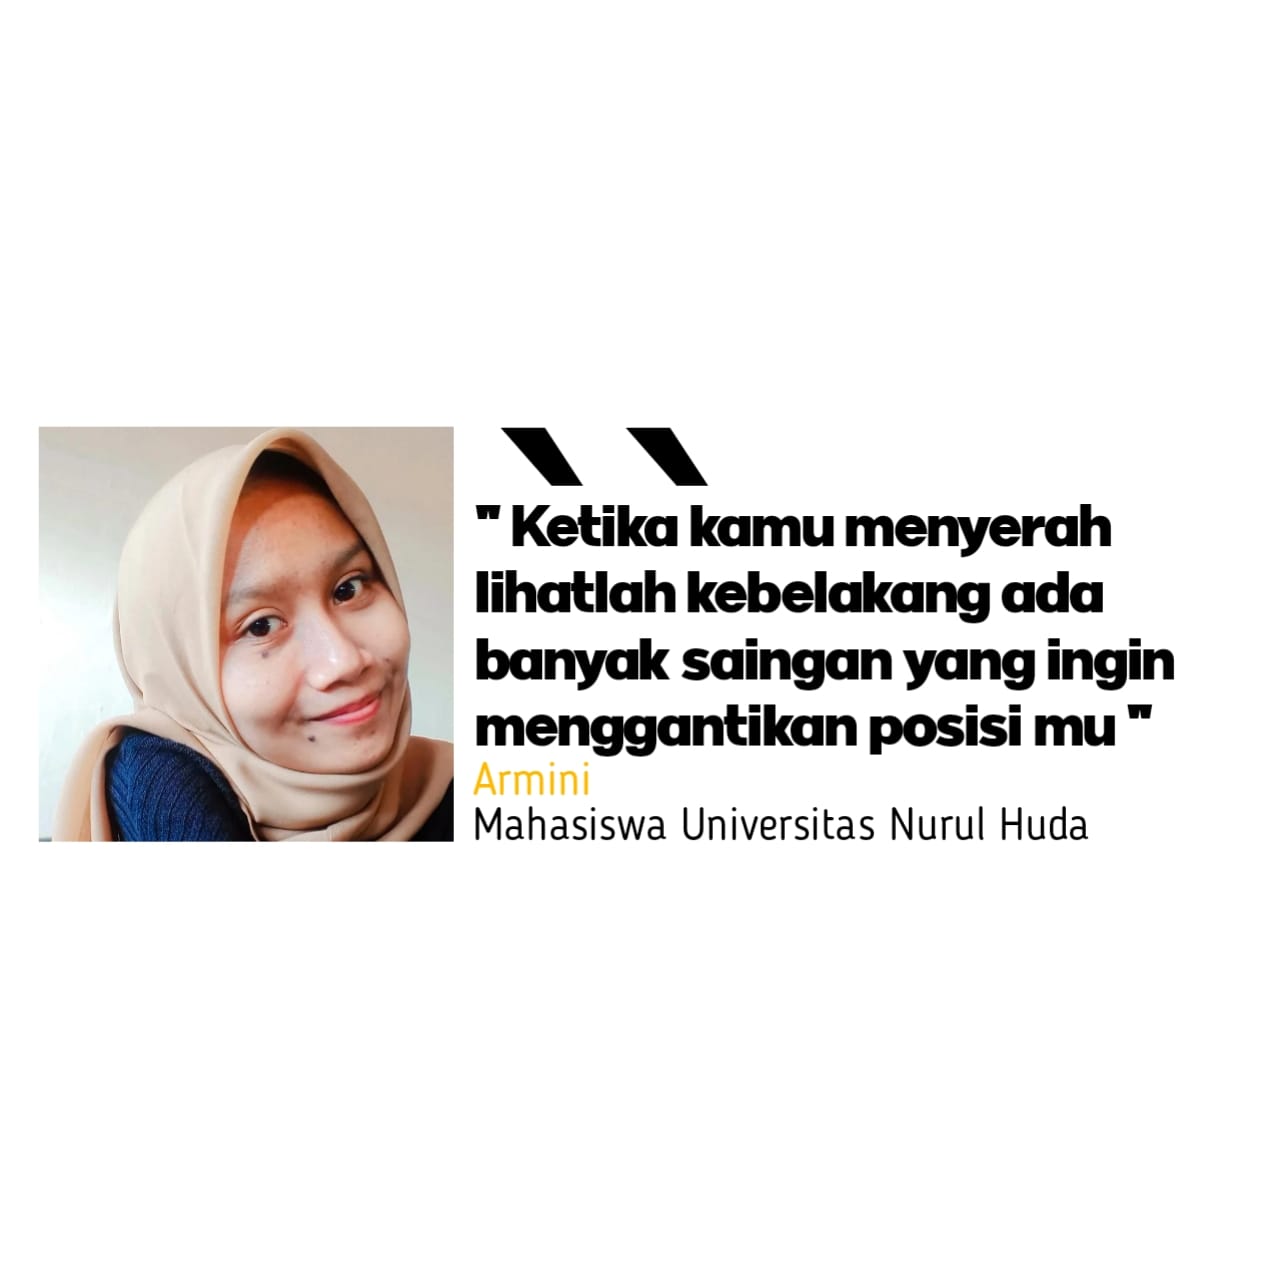 " Ketika kamu menyerah
lihatlah kebelakang ada
banyak saingan yang ingin
menggantikan posisi mu "
Armini
Mahasiswa Universitas Nurul Huda